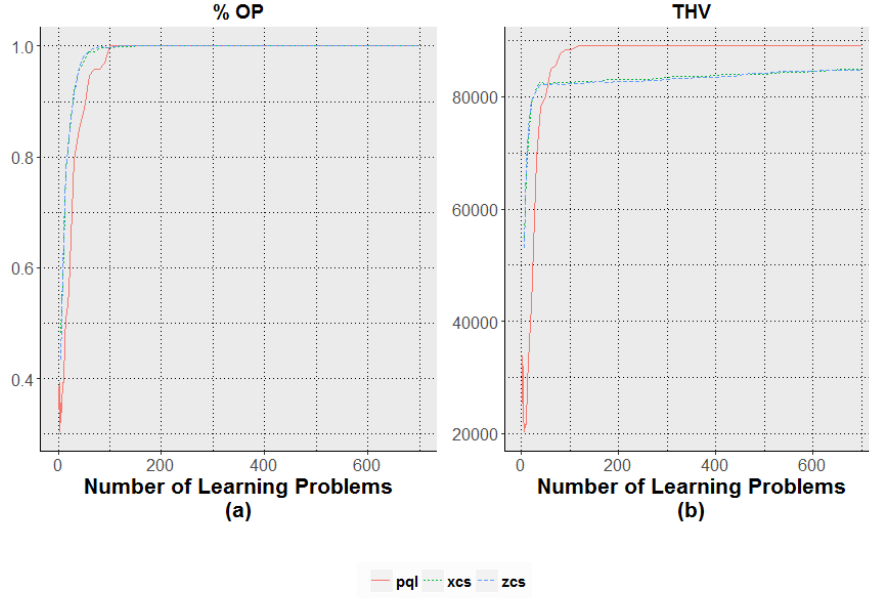 % OP
THV
1.0
0.8
0.6
0.4
80000
60000
40000
20000
0 200 400 600
0 200 400 600
Number of Learning Problems
(a)
Number of Learning Problems
(b)
pql xcs zcs